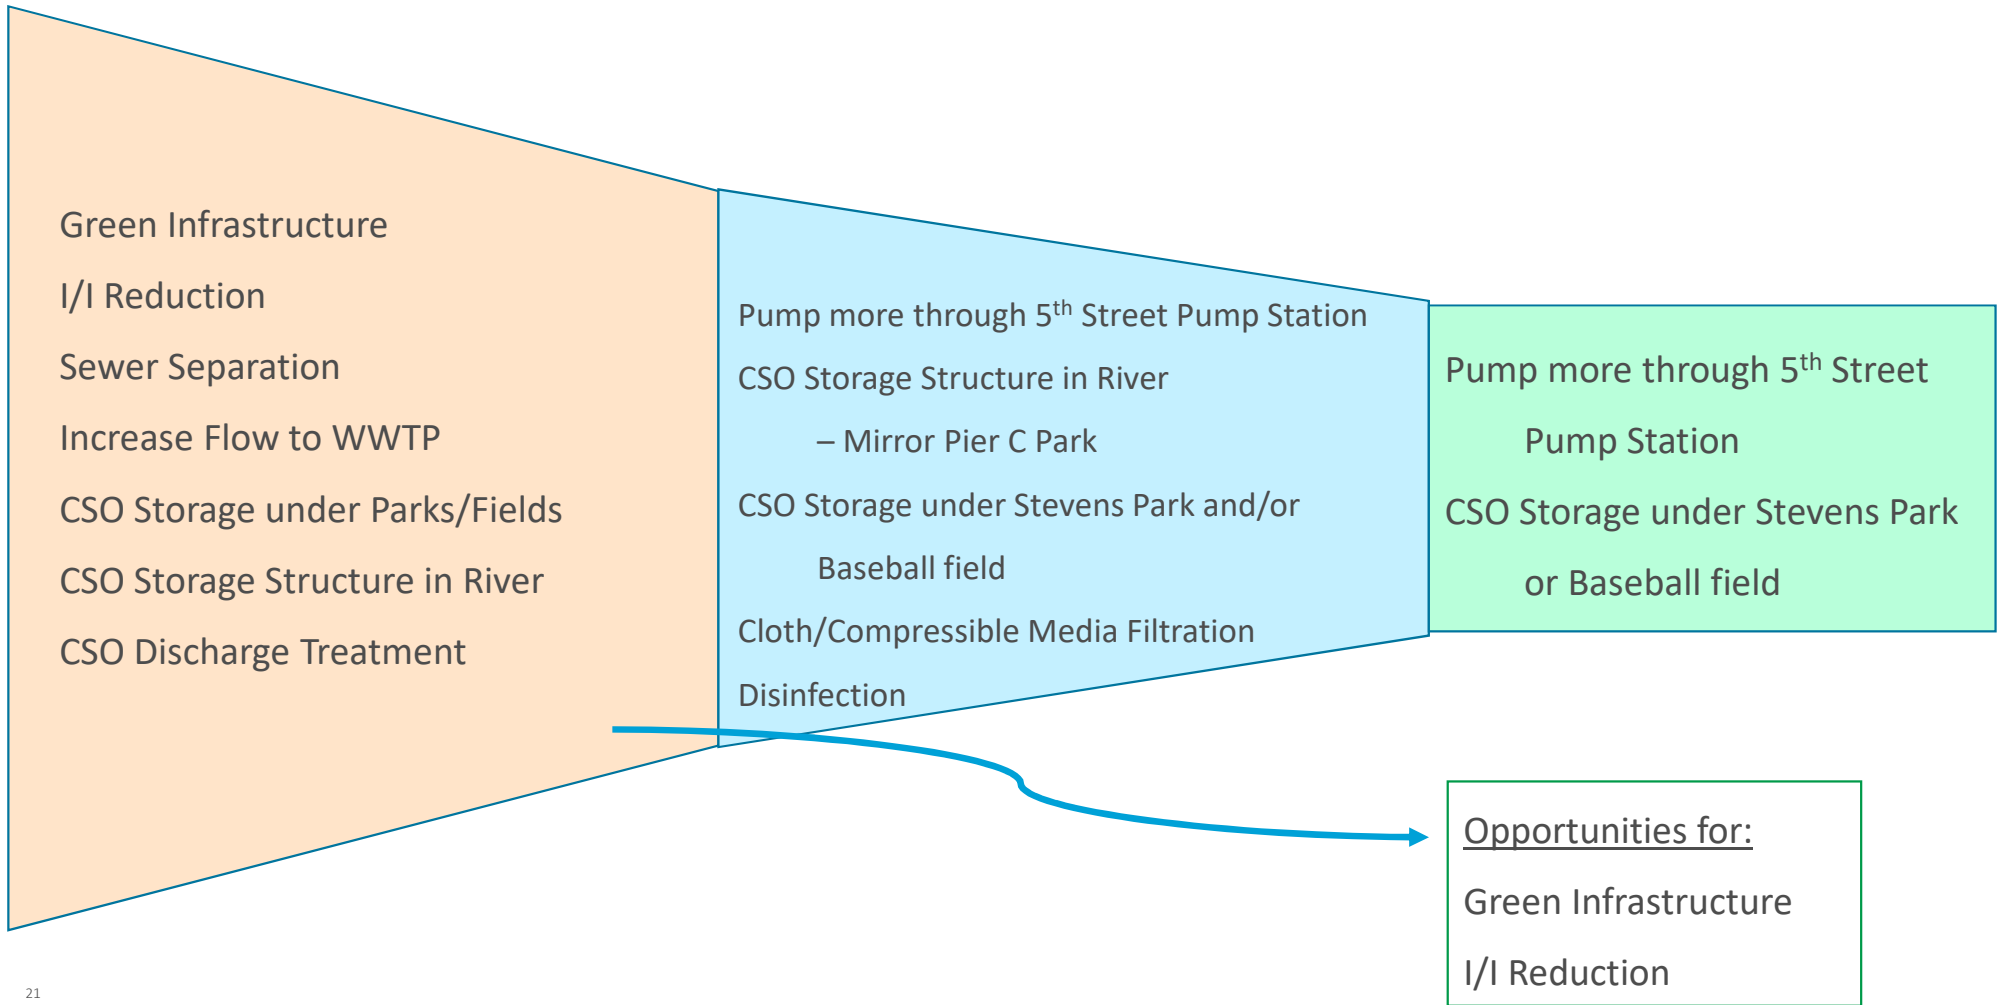 Green Infrastructure
I/I Reduction
Sewer Separation
Increase Flow to WWTP
CSO Storage under Parks/Fields
CSO Storage Structure in River
CSO Discharge Treatment
Pump more through 5th Street Pump Station
CSO Storage Structure in River
– Mirror Pier C Park
CSO Storage under Stevens Park and/or
Baseball field
Cloth/Compressible Media Filtration
Disinfection
Pump more through 5th Street
Pump Station
CSO Storage under Stevens Park
or Baseball field
Opportunities for:
Green Infrastructure
I/I Reduction
21